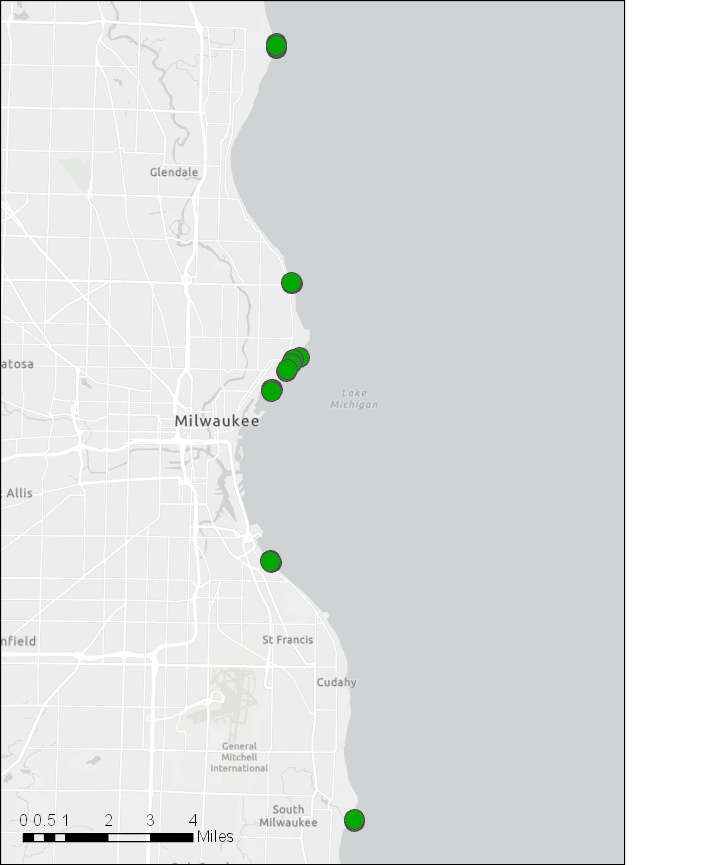 Glendale
atosa
Lake
Michigan
Milwaukee
Allis
nfield
St Francis
Cudahy
General
Mitchell
International
South
Milwaukee
0 0.5 1 2 3 4
Miles